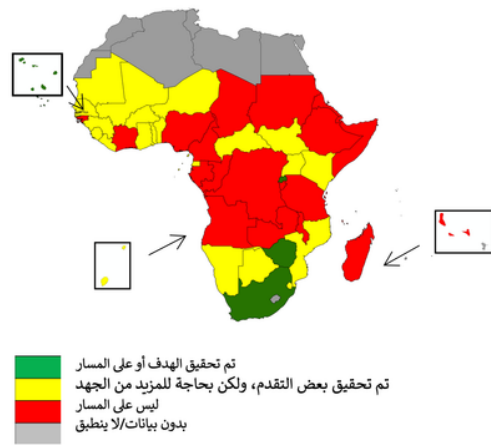 تم تحقيق الهدف أو على المسار
تم تحقيق بعض التقدم، ولكن بحاجة للمزيد من الجهد
ليس على المسار
بدون بيانات/لا ينطبق